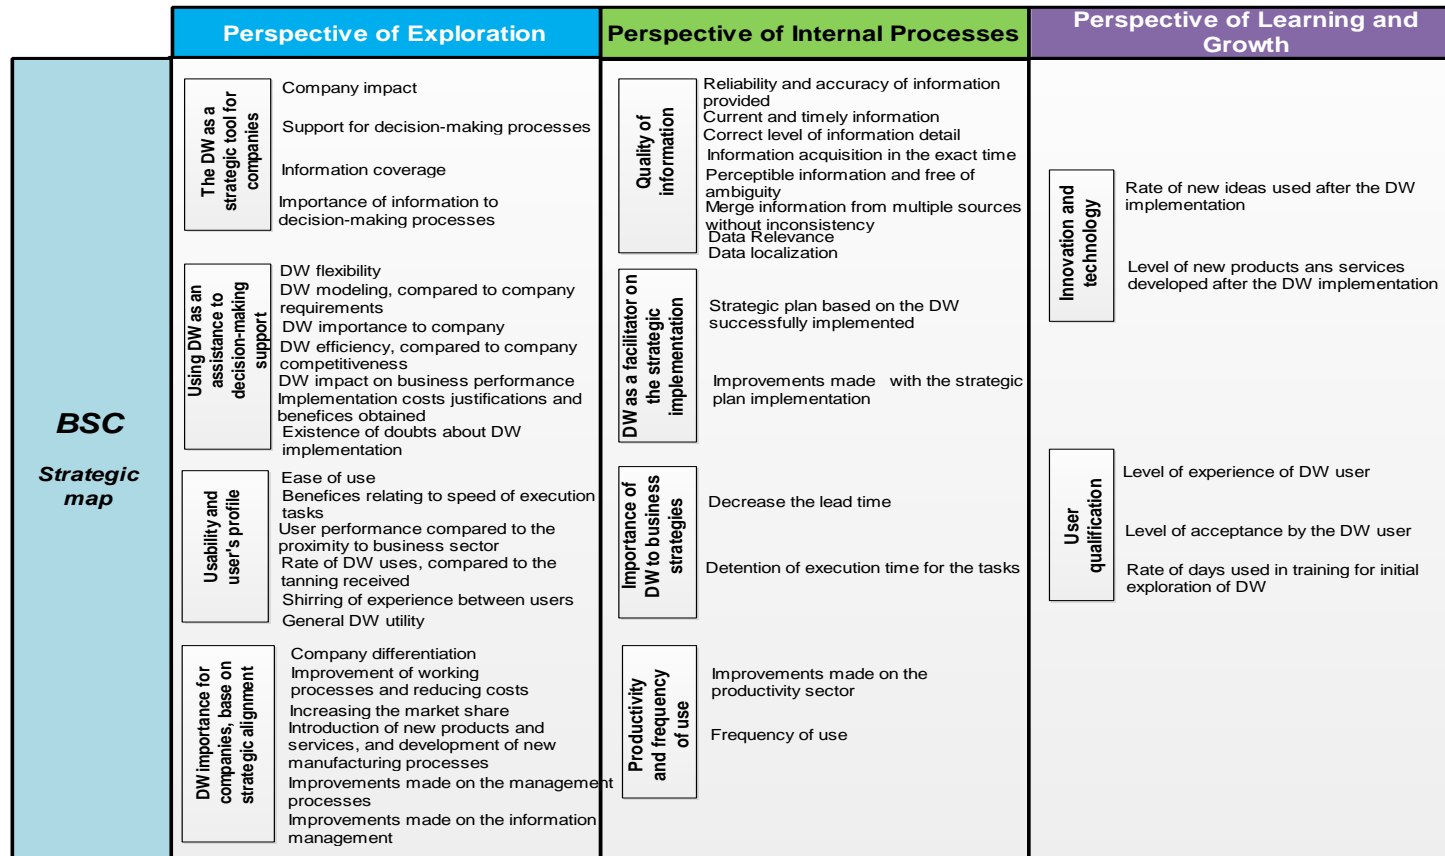 Perspective of Exploration
Perspective of Internal Processes
Perspective of Learning and
Growth
BSC
Strategic
map
The DW as a
strategic tool for
companies
Company impact
Support for decision-making processes
Information coverage
Importance of information to
decision-making processes
Using DW as an
assistance to
decision-making
support
DW flexibility
DW modeling, compared to company
requirements
DW importance to company
DW efficiency, compared to company
competitiveness
DW impact on business performance
Implementation costs justifications and
benefices obtained
Existence of doubts about DW
implementation
Usability and
user's profile
Ease of use
Benefices relating to speed of execution
tasks
User performance compared to the
proximity to business sector
Rate of DW uses, compared to the
tanning received
Shirring of experience between users
General DW utility
DW importance for
companies, base on
strategic alignment
Company differentiation
Improvement of working
processes and reducing costs
Increasing the market share
Introduction of new products and
services, and development of new
manufacturing processes
Improvements made on the management
processes
Improvements made on the information
management
Quality of
information
Reliability and accuracy of information
provided
Current and timely information
Correct level of information detail
Information acquisition in the exact time
Perceptible information and free of
ambiguity
Merge information from multiple sources
without inconsistency
Data Relevance
Data localization
DW as a facilitator on
the strategic
implementation
Strategic plan based on the DW
successfully implemented
Improvements made with the strategic
plan implementation
Importance of
DW to business
strategies
Decrease the lead time
Detention of execution time for the tasks
Productivity
and frequency
of use
Improvements made on the
productivity sector
Frequency of use
Innovation and
technology
Rate of new ideas used after the DW
implementation
Level of new products ans services
developed after the DW implementation
User
qualification
Level of experience of DW user
Level of acceptance by the DW user
Rate of days used in training for initial
exploration of DW